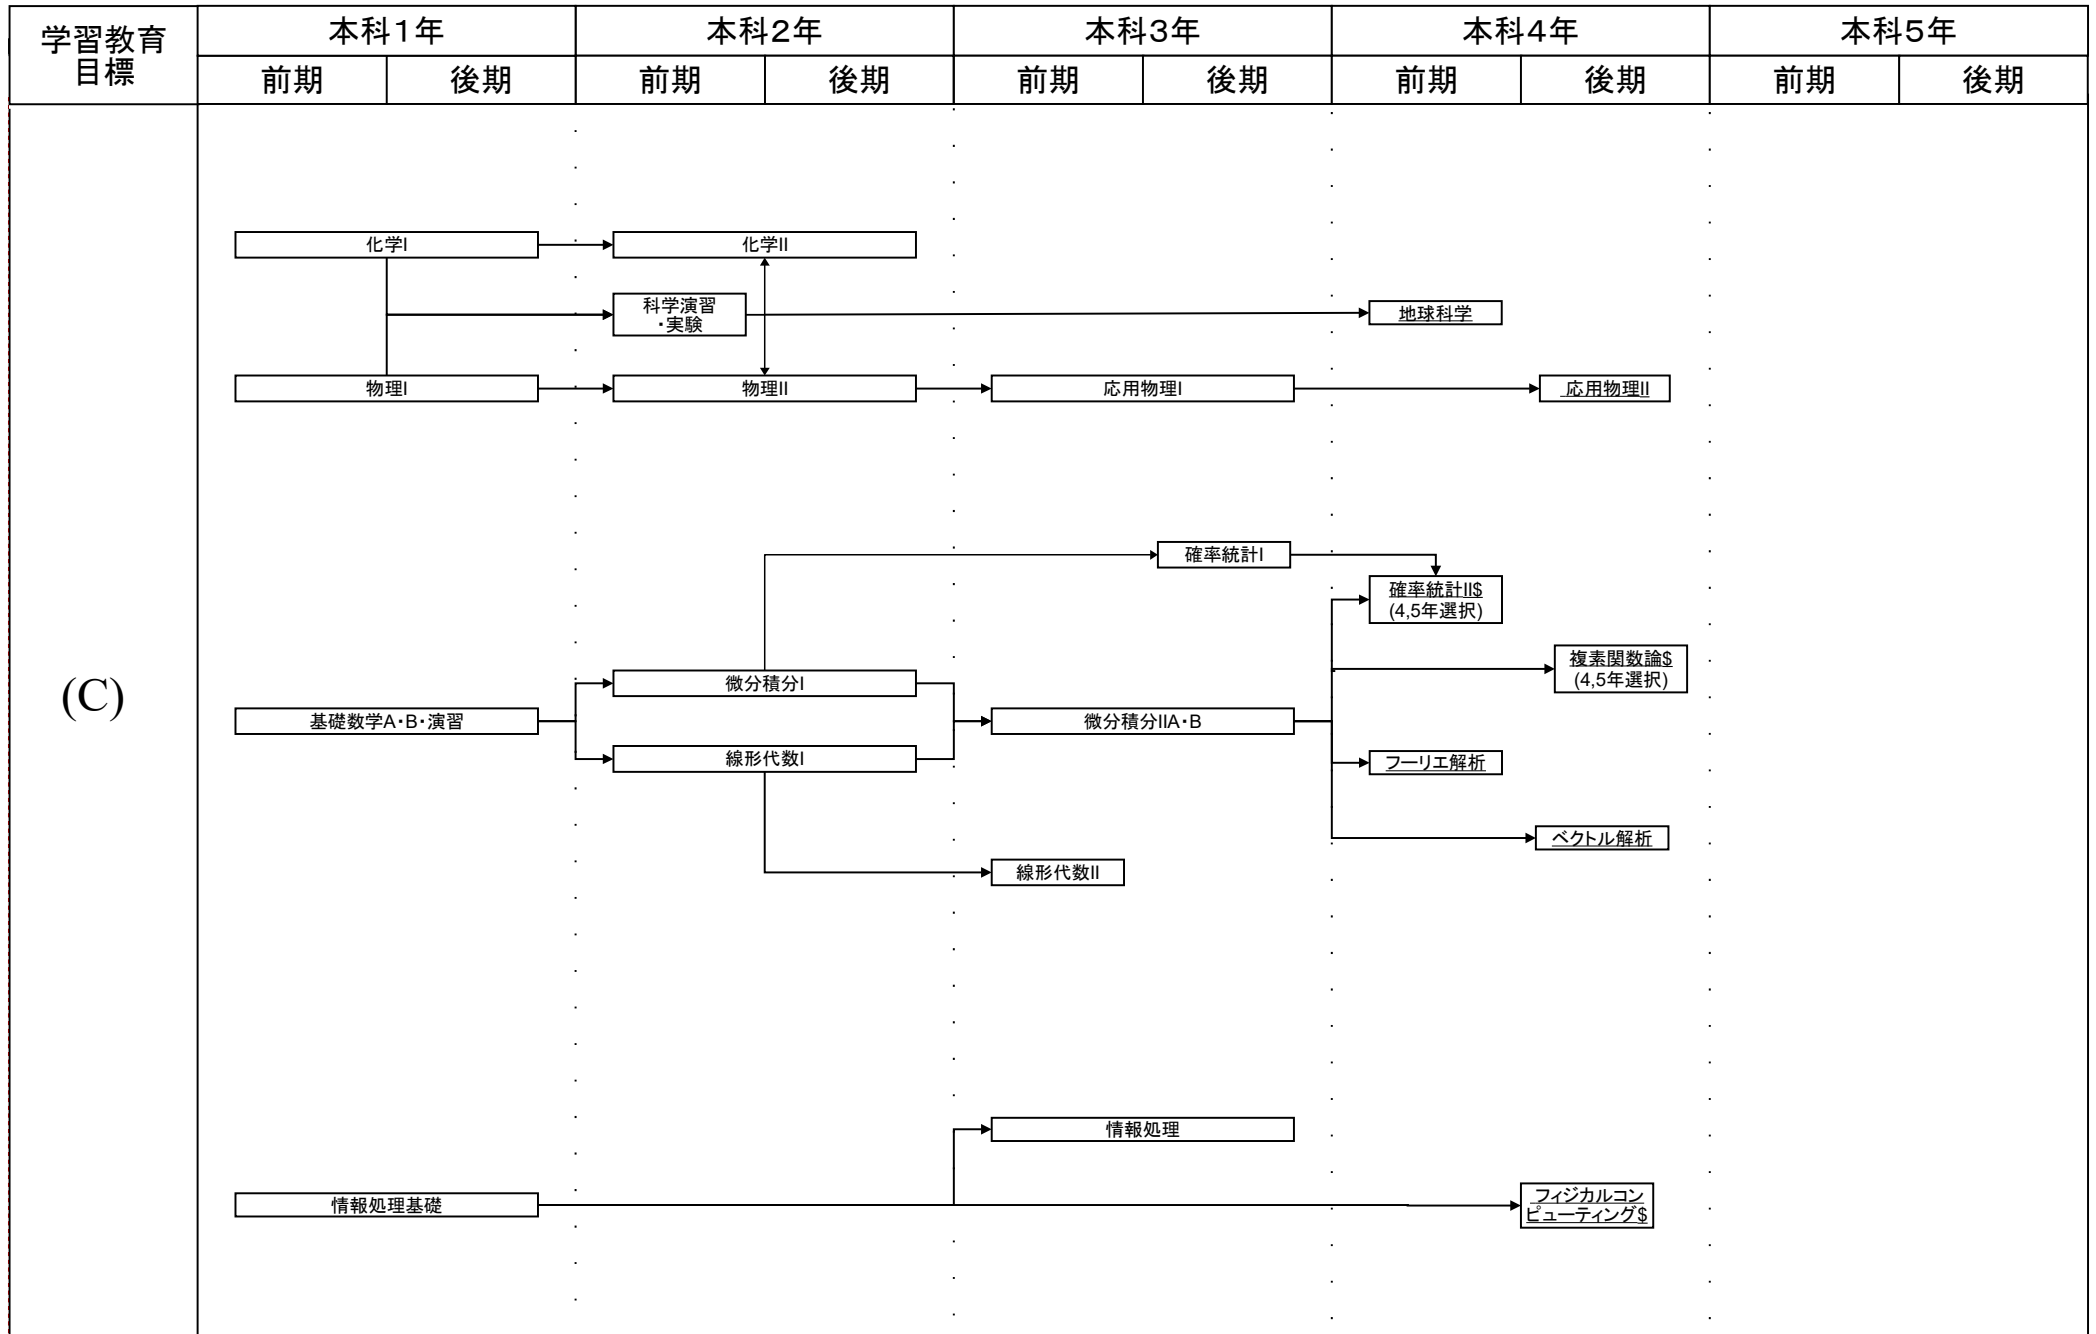 学習教育
目標
本科1年
本科2年
本科3年
本科4年
本科5年
前期
後期
前期
後期
前期
後期
前期
後期
前期
後期
(C)
化学I
化学II
科学演習
・実験
地球科学
物理I
物理II
応用物理I
応用物理II
確率統計I
確率統計II$
(4,5年選択)
複素関数論$
(4,5年選択)
微分積分I
基礎数学A・B・演習
微分積分IIA・B
線形代数I
フーリエ解析
ベクトル解析
線形代数II
情報処理
情報処理基礎
フィジカルコン
ピューティング$